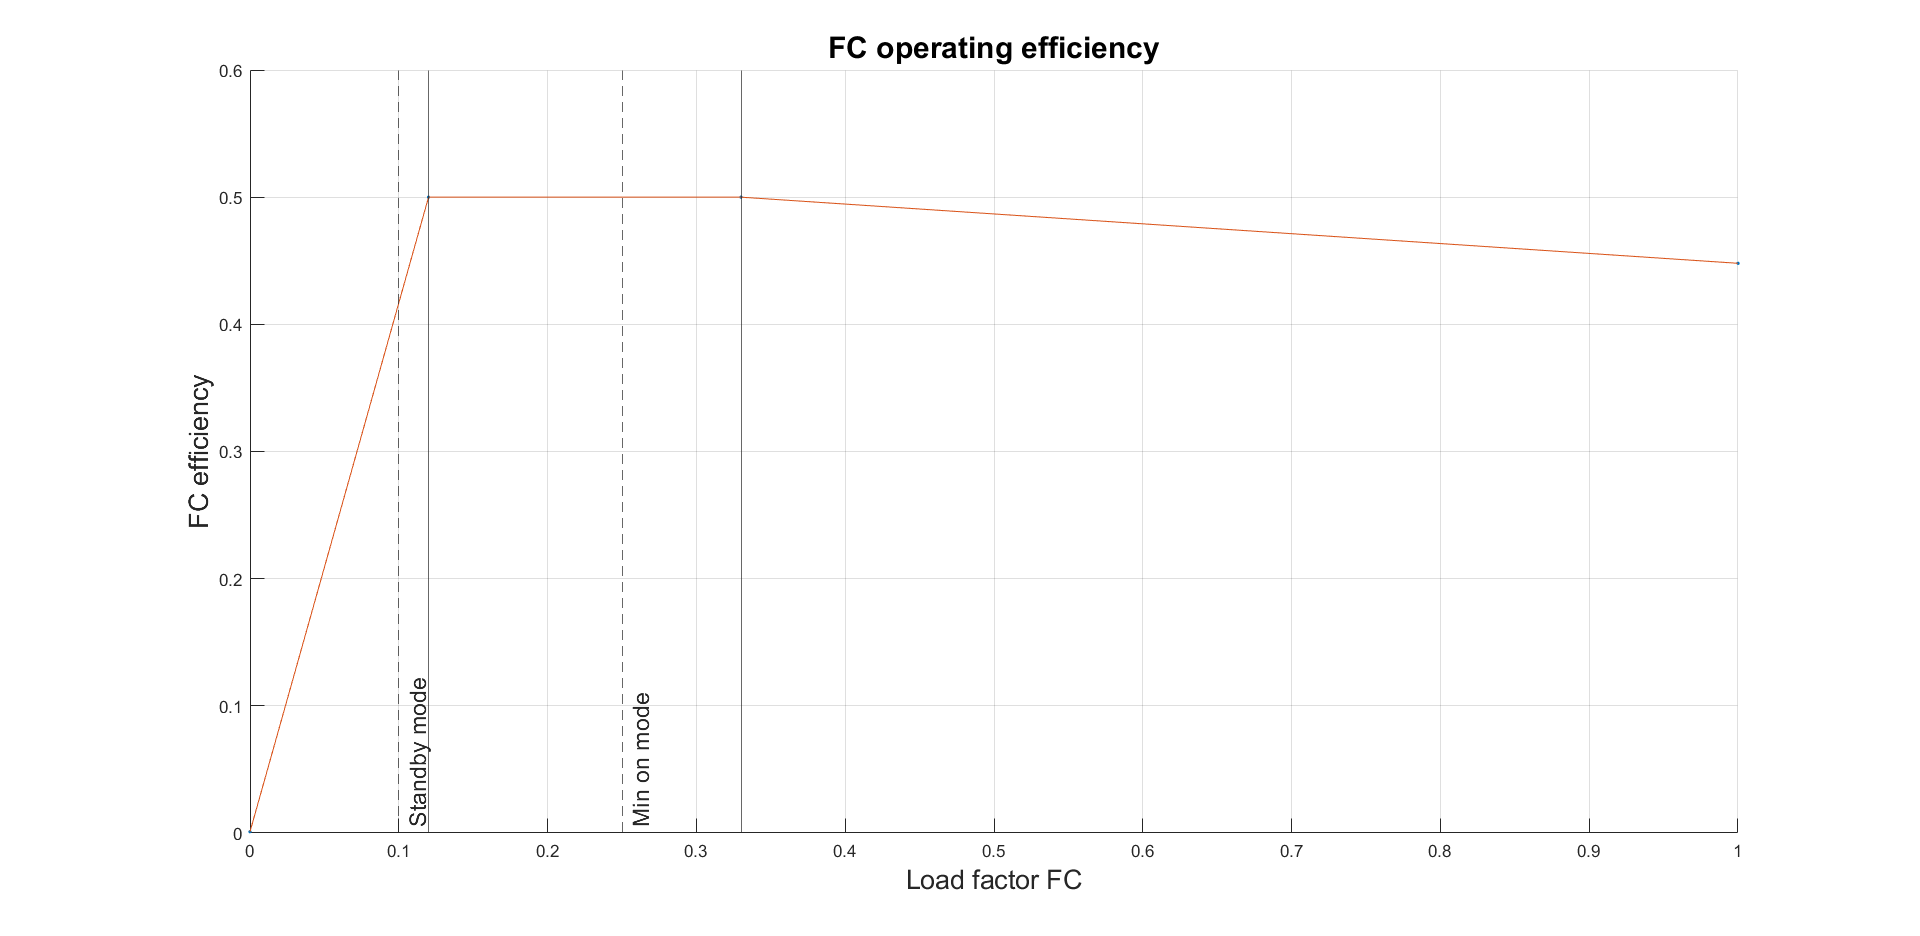 FC operating efficiency
0.6
0.5
0.4
0.3
0.2
0.1
0
FC efficiency
Standby mode
Min on mode
0 0.1 0.2 0.3 0.4 0.5 0.6 0.7 0.8 0.9 1
Load factor FC